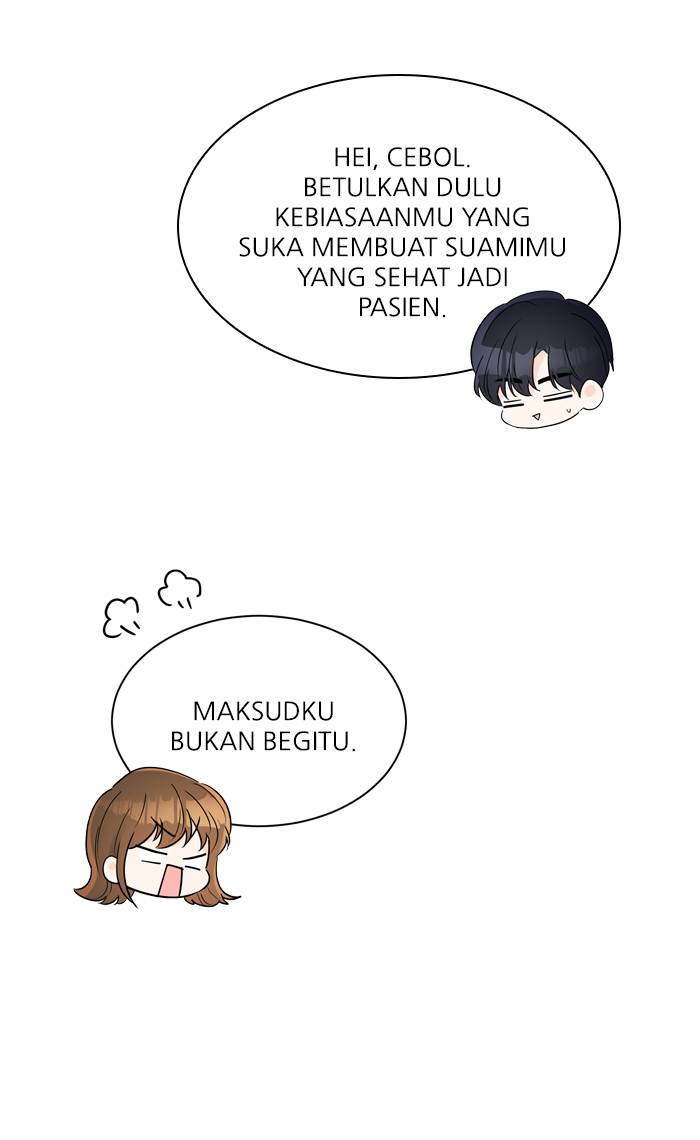 HEI, CEBOL.
BETULKAN DULU
KEBIASAANMU YANG
SUKA MEMBUAT SUAMIMU
YANG SEHAT JADI
PASIEN.
MAKSUDKU
BUKAN BEGITU.